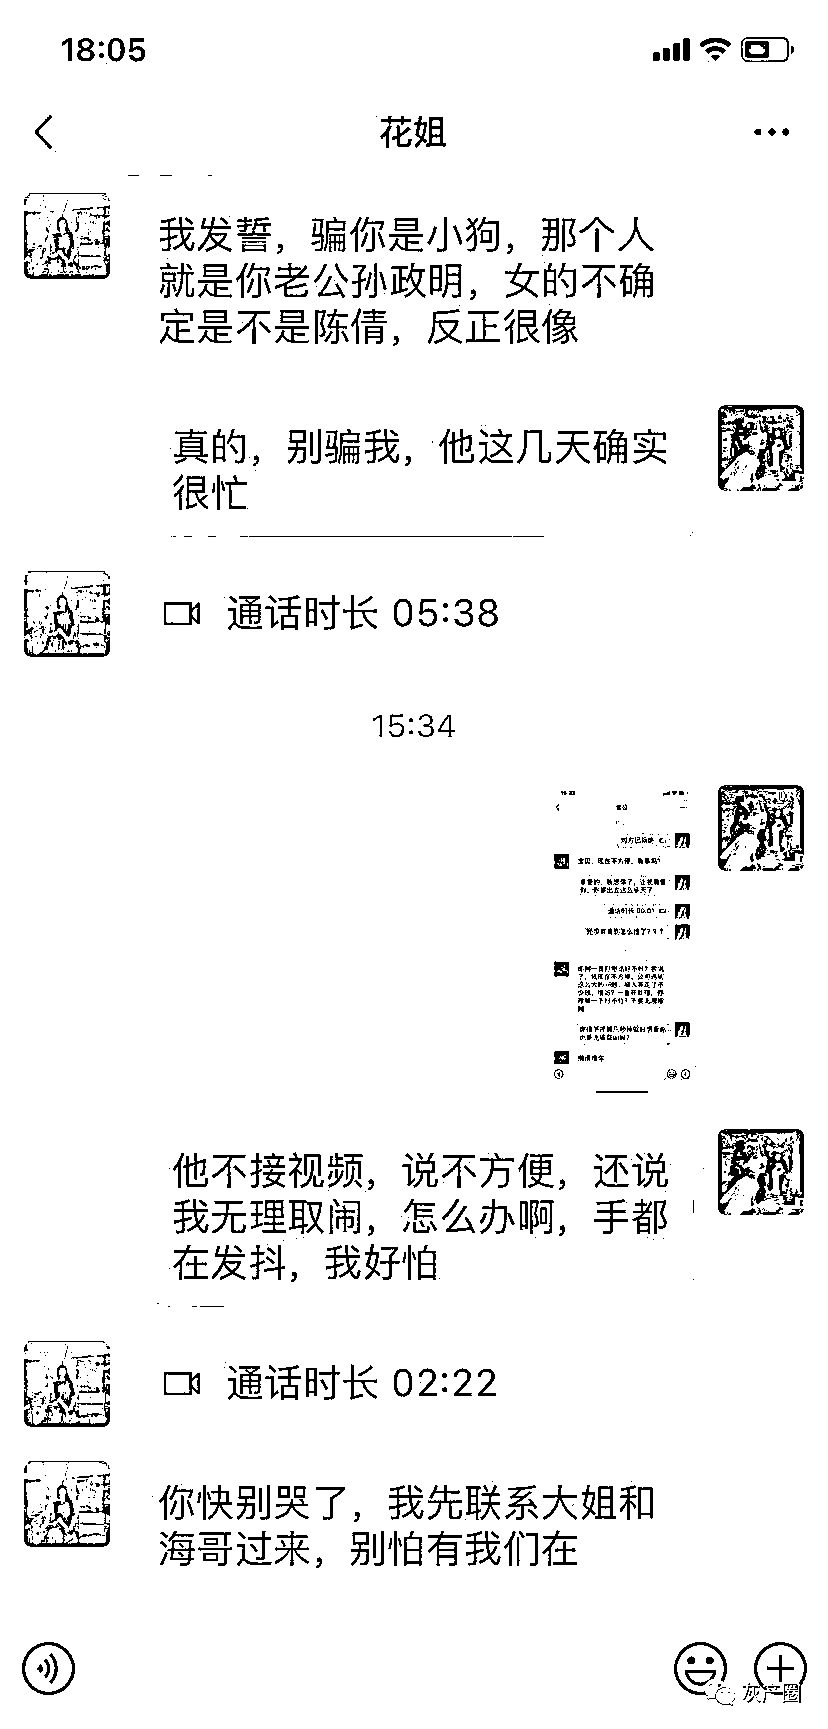 18:05
花姐
我发誓，骗你是小狗，那个人
就是你老公孙政明，女的不确
定是不是陈倩，反正很像
真的，别骗我，他这几天确实
很忙
通话时长 05:38
15:34
他不接视频，说不方便，还说
我无理取闹，怎么办啊，手都
在发抖，我好怕
通话时长 02:22
你快别哭了，我先联系大姐和
海哥过来，别怕有我们在
灰产圈